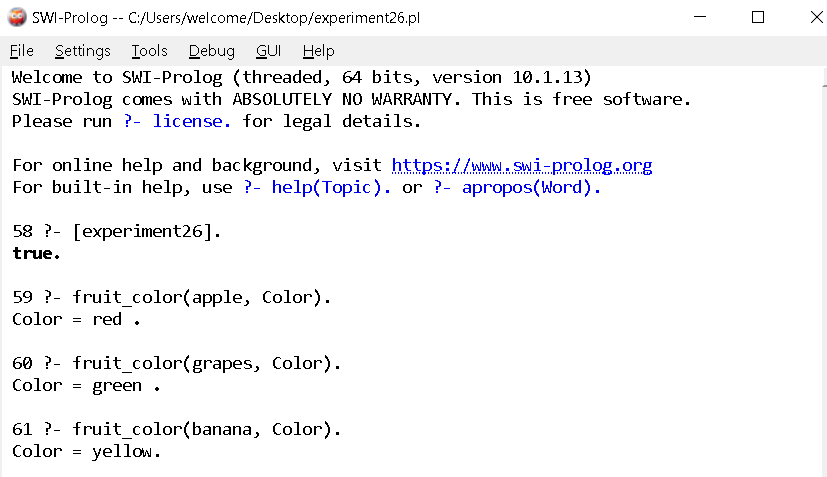 SWI-Prolog -- C:/Users/welcome/Desktop/experiment26.pl
File Settings Tools Debug GUI Help
Welcome to SWI-Prolog (threaded, 64 bits, version 10.1.13)
SWI-Prolog comes with ABSOLUTELY NO WARRANTY. This is free software.
Please run ?- license. for legal details.
For online help and background, visit https://www.swi-prolog.org
For built-in help, use ?- help(Topic). or ?- apropos(Word).
58 ?- [experiment26].
true.
59 ?- fruit_color(apple, Color).
Color = red .
60 ?- fruit_color(grapes, Color).
Color = green .
61 ?- fruit_color(banana, Color).
Color = yellow.